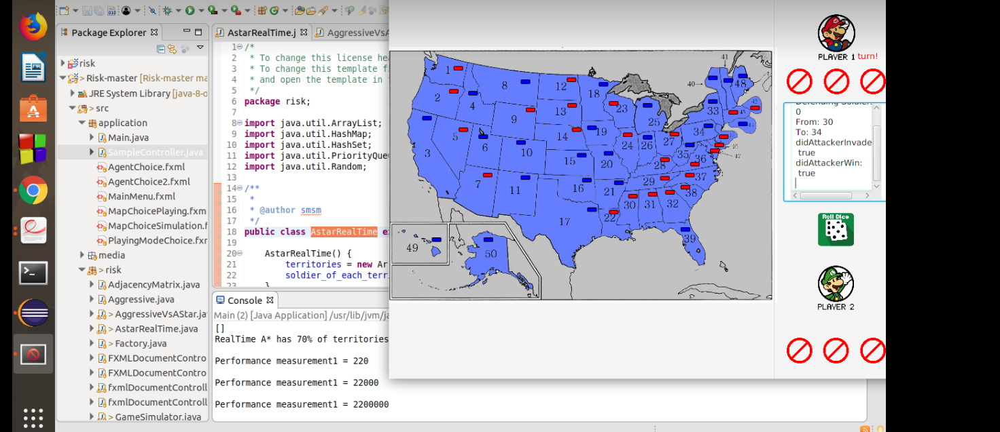 Package Explorer
risk
Risk-master [Risk-master ma
JRE System Library [java-8-o
> src
application
Main.java
SampleController.java
AgentChoice.fxml
AgentChoice2.fxml
MainMenu.fxml
MapChoicePlaying.fxm
MapChoiceSimulation.f
PlayingModeChoice.fxr
media
> risk
AdjacencyMatrix.java
Aggressive.java
> AggressiveVsAStar.ja
> AstarRealTime.java
> Factory.java
FXMLDocumentContro
FXMLDocumentContro
fxmlDocumentControll
fxmlDocumentControll
> GameSimulator.java
AstarRealTime.j
AggressiveVsA
1 /*
2 * To change this license hea
3 * To change this template f
4 * and open the template in
5 */
6 package risk;
7
8 import java.util.ArrayList;
9 import java.util.HashMap;
10 import java.util.HashSet;
11 import java.util.PriorityQueu
12 import java.util.Random;
13
14 /**
15 *
16 * @author smsm
17 */
18 public class AstarRealTime e
19
20 AstarRealTime() {
21 territories = new Ar
22 soldier_of_each_terr
23 }
Console
Main (2) [Java Application] /usr/lib/jvm/ja
[]
RealTime A* has 70% of territories
Performance measurement1 = 220
Performance measurement1 = 22000
Performance measurement1 = 2200000
1
2
3
4
5
6
7
8
9
10
11
12
13
14
15
16
17
18
19
20
21
22
23
24
25
26
27
28
29
30
31
32
33
34
35
36
37
38
39
40
41
42
43
44
46
47
48
49
50
PLAYER 1 turn!
Defending Soldier:
0
From: 30
To: 34
didAttackerInvade
true
didAttackerWin:
true
Roll Dice
PLAYER 2